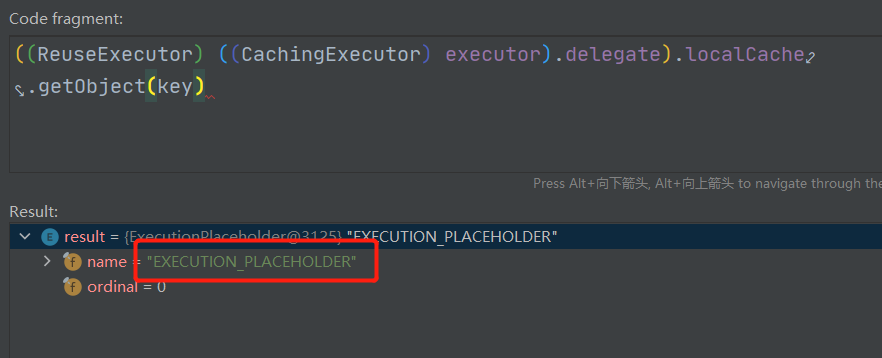 Code fragment:
((ReuseExecutor) ((CachingExecutor) executor).delegate).localCache
.getObject(key)
Press Alt+向下箭头, Alt+向上箭头 to navigate through the
Result:
result = {ExecutionPlaceholder@3125} "EXECUTION_PLACEHOLDER"
name = "EXECUTION_PLACEHOLDER"
ordinal = 0